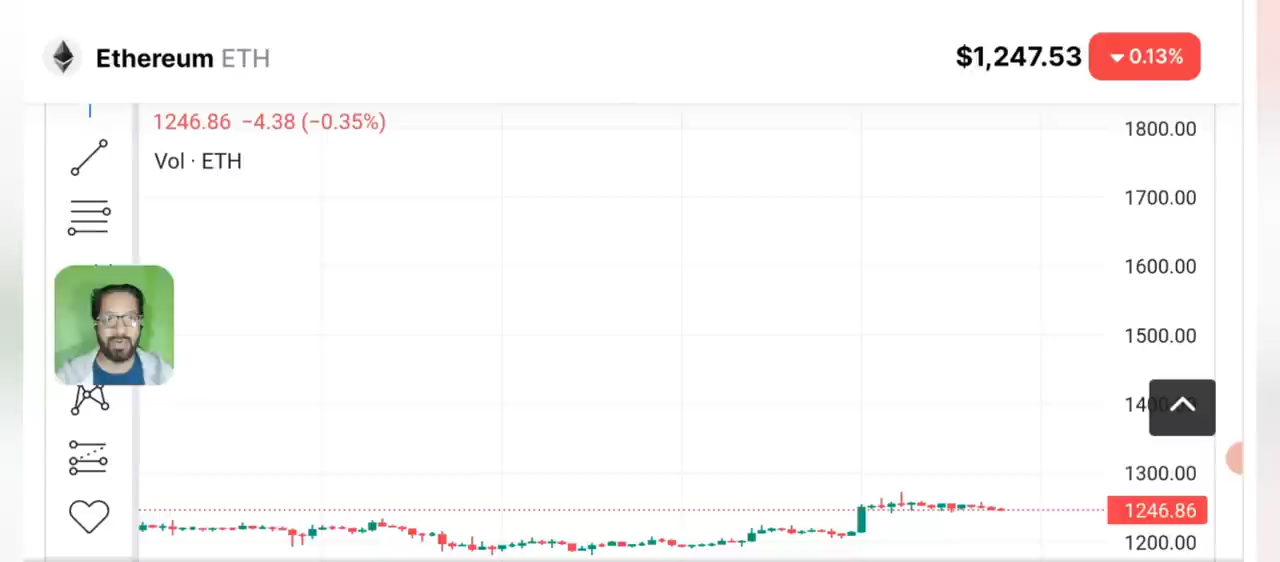 Ethereum ETH
$1,247.53 ▼ 0.13%
1246.86 −4.38 (−0.35%)
Vol · ETH
1800.00
1700.00
1600.00
1500.00
1300.00
1246.86
1200.00